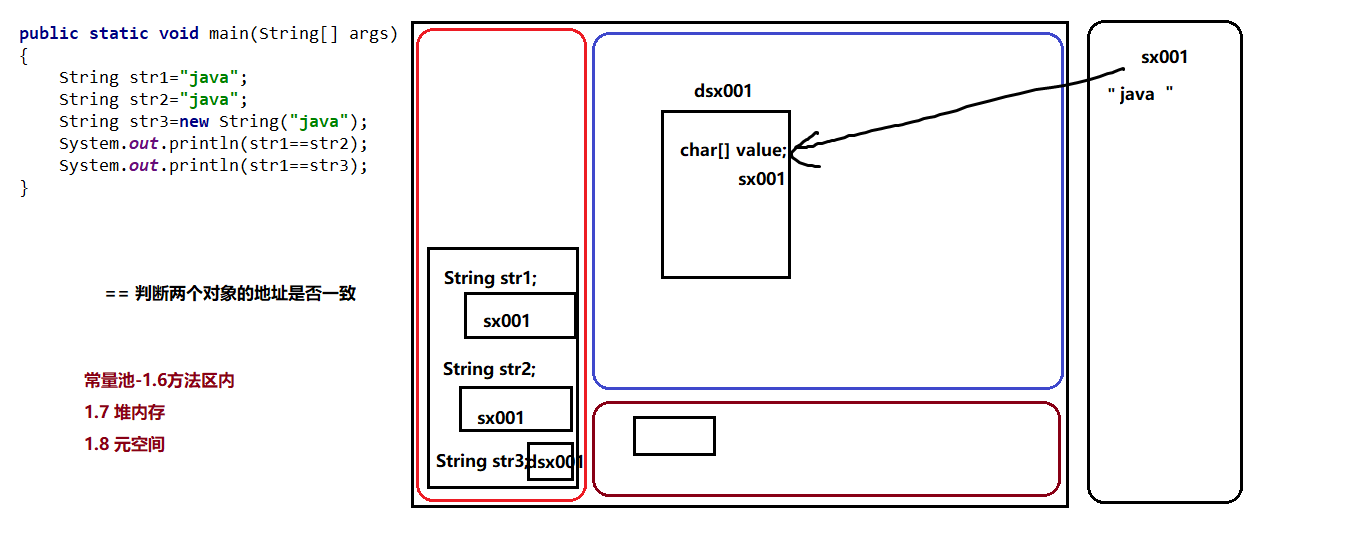 public static void main(String[] args)
{
    String str1="java";
    String str2="java";
    String str3=new String("java");
    System.out.println(str1==str2);
    System.out.println(str1==str3);
}
== 判断两个对象的地址是否一致
常量池-1.6方法区内
1.7 堆内存
1.8 元空间
String str1;
sx001
String str2;
sx001
String str3;
dsx001
dsx001
char[] value;
sx001
sx001
" java "